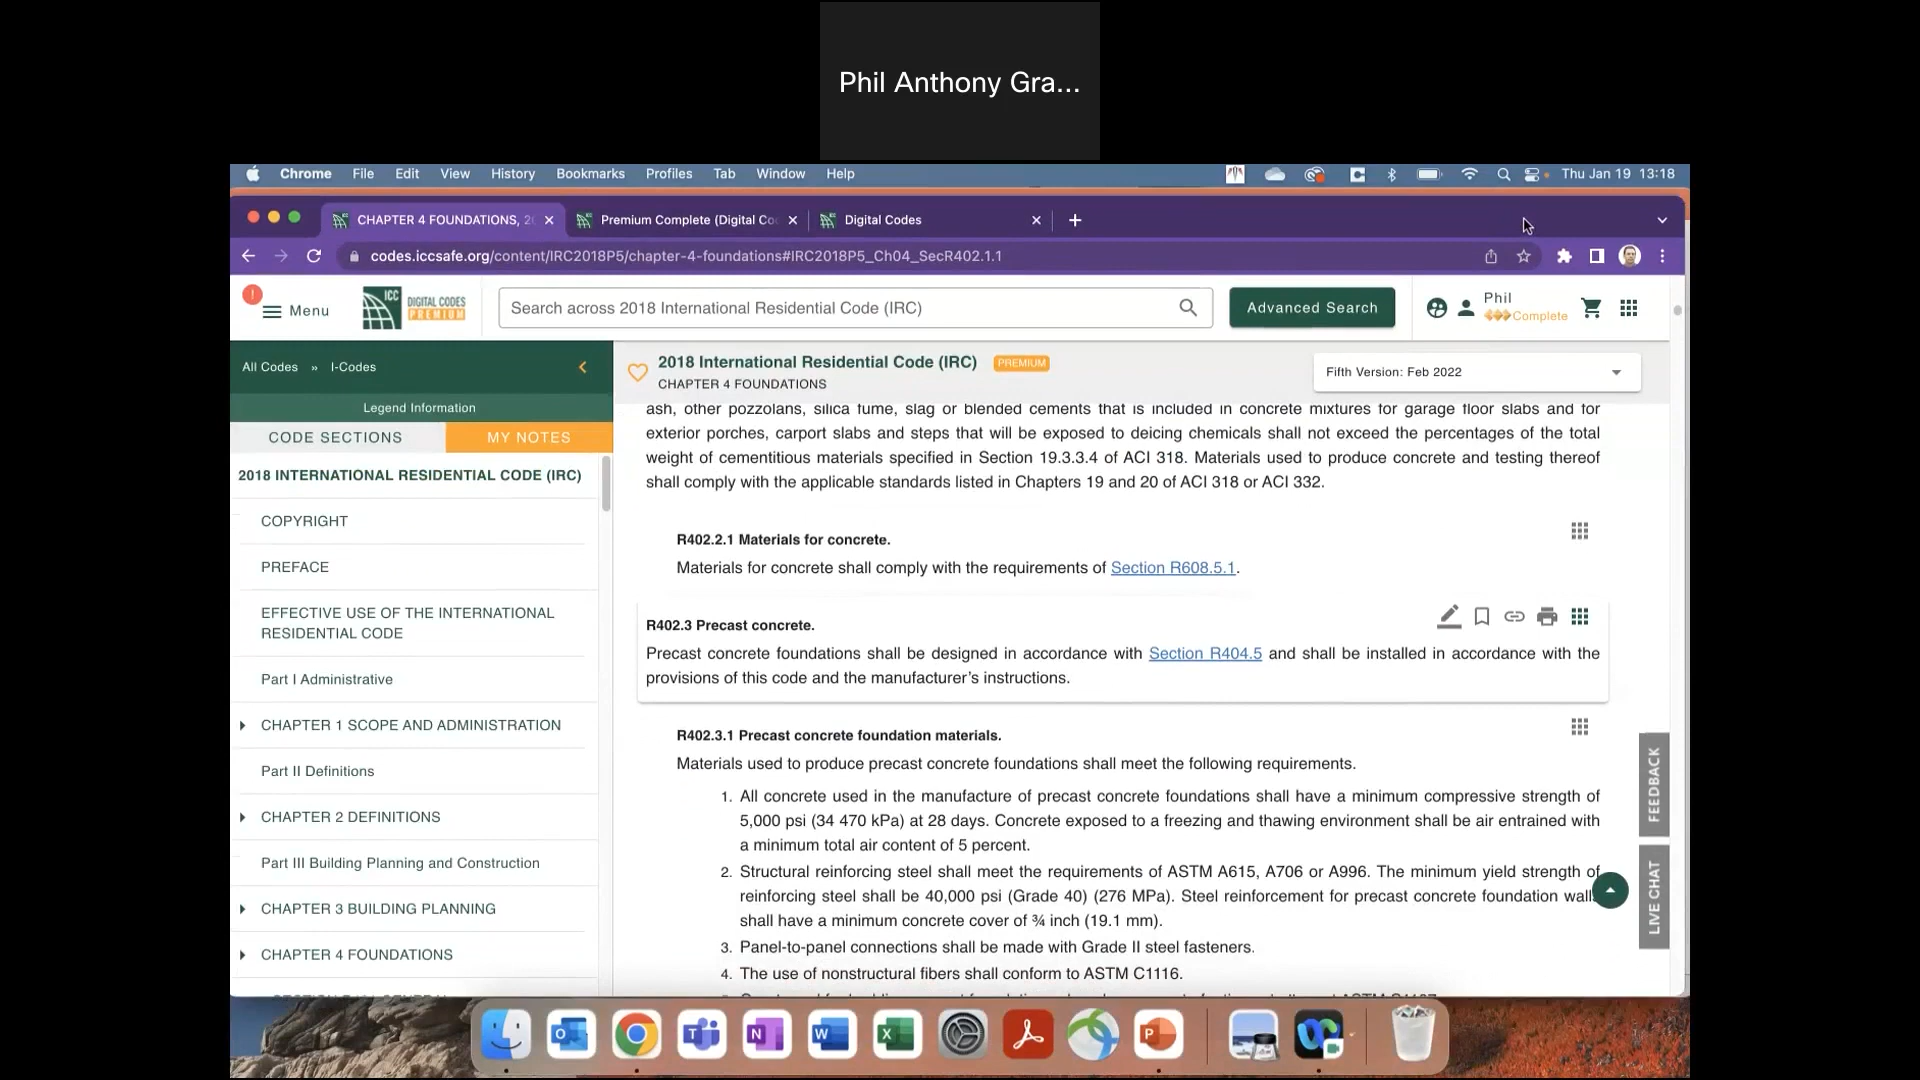 Phil Anthony Gra...
Chrome File Edit View History Bookmarks Profiles Tab Window Help Thu Jan 19 13:18
CHAPTER 4 FOUNDATIONS, 20 Premium Complete (Digital Co Digital Codes
codes.iccsafe.org/content/IRC2018P5/chapter-4-foundations#IRC2018P5_Ch04_SecR402.1.1
! Menu ICC DIGITAL CODES PREMIUM Search across 2018 International Residential Code (IRC) Advanced Search Phil Complete
All Codes » I-Codes
Legend Information
CODE SECTIONS MY NOTES
2018 INTERNATIONAL RESIDENTIAL CODE (IRC)
COPYRIGHT
PREFACE
EFFECTIVE USE OF THE INTERNATIONAL
RESIDENTIAL CODE
Part I Administrative
CHAPTER 1 SCOPE AND ADMINISTRATION
Part II Definitions
CHAPTER 2 DEFINITIONS
Part III Building Planning and Construction
CHAPTER 3 BUILDING PLANNING
CHAPTER 4 FOUNDATIONS
2018 International Residential Code (IRC) PREMIUM
CHAPTER 4 FOUNDATIONS
Fifth Version: Feb 2022
ash, other pozzolans, silica fume, slag or blended cements that is included in concrete mixtures for garage floor slabs and for
exterior porches, carport slabs and steps that will be exposed to deicing chemicals shall not exceed the percentages of the total
weight of cementitious materials specified in Section 19.3.3.4 of ACI 318. Materials used to produce concrete and testing thereof
shall comply with the applicable standards listed in Chapters 19 and 20 of ACI 318 or ACI 332.
R402.2.1 Materials for concrete.
Materials for concrete shall comply with the requirements of Section R608.5.1.
R402.3 Precast concrete.
Precast concrete foundations shall be designed in accordance with Section R404.5 and shall be installed in accordance with the
provisions of this code and the manufacturer's instructions.
R402.3.1 Precast concrete foundation materials.
Materials used to produce precast concrete foundations shall meet the following requirements.
1. All concrete used in the manufacture of precast concrete foundations shall have a minimum compressive strength of
5,000 psi (34 470 kPa) at 28 days. Concrete exposed to a freezing and thawing environment shall be air entrained with
a minimum total air content of 5 percent.
2. Structural reinforcing steel shall meet the requirements of ASTM A615, A706 or A996. The minimum yield strength of
reinforcing steel shall be 40,000 psi (Grade 40) (276 MPa). Steel reinforcement for precast concrete foundation walls
shall have a minimum concrete cover of ¾ inch (19.1 mm).
3. Panel-to-panel connections shall be made with Grade II steel fasteners.
4. The use of nonstructural fibers shall conform to ASTM C1116.
FEEDBACK
LIVE CHAT